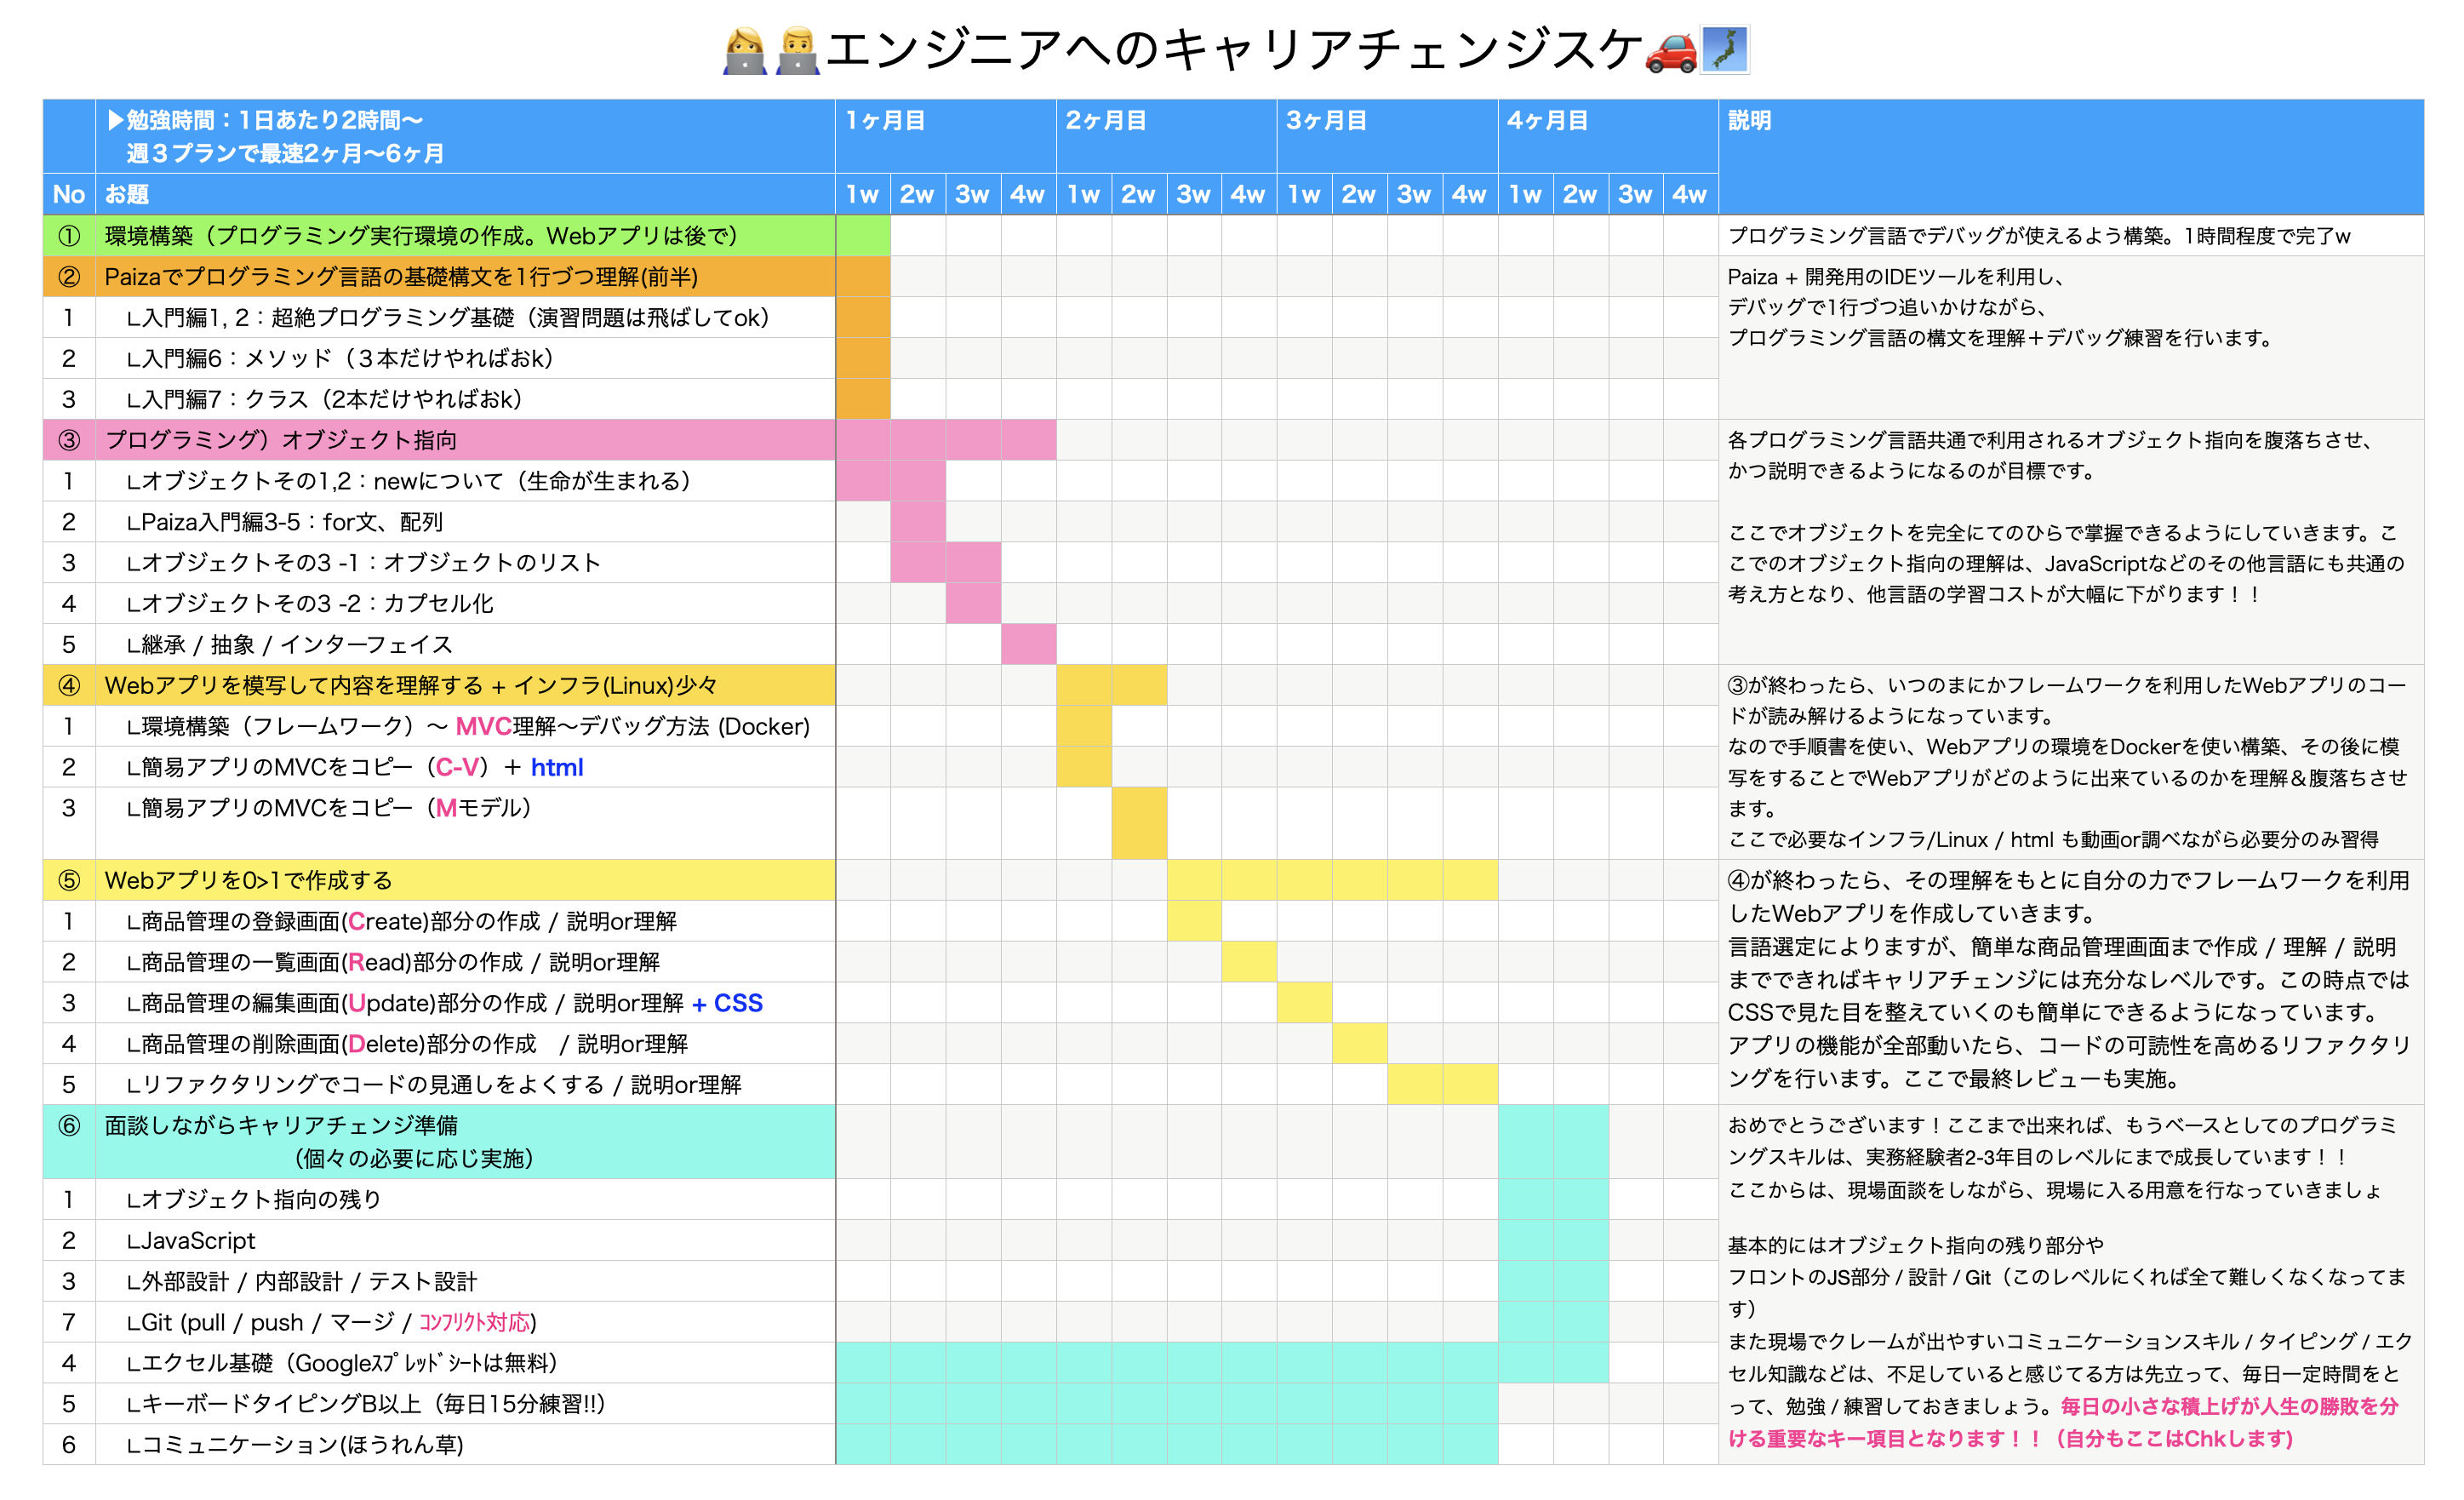 👩‍💻👨‍💻エンジニアへのキャリアチェンジスケ🚗🗾
▶勉強時間：1日あたり2時間〜
週３プランで最速2ヶ月〜6ヶ月
1ヶ月目 2ヶ月目 3ヶ月目 4ヶ月目 説明
No お題 1w 2w 3w 4w 1w 2w 3w 4w 1w 2w 3w 4w 1w 2w 3w 4w
① 環境構築（プログラミング実行環境の作成。Webアプリは後で）
プログラミング言語でデバッグが使えるよう構築。1時間程度で完了w
② Paizaでプログラミング言語の基礎構文を1行づつ理解(前半)
1 ∟入門編1, 2：超絶プログラミング基礎（演習問題は飛ばしてok）
2 ∟入門編6：メソッド（３本だけやればおk）
3 ∟入門編7：クラス（2本だけやればおk）
Paiza + 開発用のIDEツールを利用し、
デバッグで1行づつ追いかけながら、
プログラミング言語の構文を理解＋デバッグ練習を行います。
③ プログラミング）オブジェクト指向
1 ∟オブジェクトその1,2：newについて（生命が生まれる）
2 ∟Paiza入門編3-5：for文、配列
3 ∟オブジェクトその3 -1：オブジェクトのリスト
4 ∟オブジェクトその3 -2：カプセル化
5 ∟継承 / 抽象 / インターフェイス
各プログラミング言語共通で利用されるオブジェクト指向を腹落ちさせ、
かつ説明できるようになるのが目標です。
ここでオブジェクトを完全にてのひらで掌握できるようにしていきます。こ
こでのオブジェクト指向の理解は、JavaScriptなどのその他言語にも共通の
考え方となり、他言語の学習コストが大幅に下がります！！
④ Webアプリを模写して内容を理解する + インフラ(Linux)少々
1 ∟環境構築（フレームワーク）〜 MVC理解〜デバッグ方法 (Docker)
2 ∟簡易アプリのMVCをコピー（C-V）＋ html
3 ∟簡易アプリのMVCをコピー（Mモデル）
③が終わったら、いつのまにかフレームワークを利用したWebアプリのコー
ドが読み解けるようになっています。
なので手順書を使い、Webアプリの環境をDockerを使い構築、その後に模
写をすることでWebアプリがどのように出来ているのかを理解＆腹落ちさせ
ます。
ここで必要なインフラ/Linux / html も動画or調べながら必要分のみ習得
⑤ Webアプリを0>1で作成する
1 ∟商品管理の登録画面(Create)部分の作成 / 説明or理解
2 ∟商品管理の一覧画面(Read)部分の作成 / 説明or理解
3 ∟商品管理の編集画面(Update)部分の作成 / 説明or理解 + CSS
4 ∟商品管理の削除画面(Delete)部分の作成　/ 説明or理解
5 ∟リファクタリングでコードの見通しをよくする / 説明or理解
④が終わったら、その理解をもとに自分の力でフレームワークを利用
したWebアプリを作成していきます。
言語選定によりますが、簡単な商品管理画面まで作成 / 理解 / 説明
までできればキャリアチェンジには充分なレベルです。この時点では
CSSで見た目を整えていくのも簡単にできるようになっています。
アプリの機能が全部動いたら、コードの可読性を高めるリファクタリ
ングを行います。ここで最終レビューも実施。
⑥ 面談しながらキャリアチェンジ準備
（個々の必要に応じ実施）
1 ∟オブジェクト指向の残り
2 ∟JavaScript
3 ∟外部設計 / 内部設計 / テスト設計
7 ∟Git (pull / push / マージ / ｺﾝﾌﾘｸﾄ対応)
4 ∟エクセル基礎（Googleｽﾌﾟﾚｯﾄﾞｼｰﾄは無料）
5 ∟キーボードタイピングB以上（毎日15分練習!!）
6 ∟コミュニケーション(ほうれん草)
おめでとうございます！ここまで出来れば、もうベースとしてのプログラミ
ングスキルは、実務経験者2-3年目のレベルにまで成長しています！！
ここからは、現場面談をしながら、現場に入る用意を行なっていきましょ
基本的にはオブジェクト指向の残り部分や
フロントのJS部分 / 設計 / Git（このレベルにくれば全て難しくなくなってま
す）
また現場でクレームが出やすいコミュニケーションスキル / タイピング / エク
セル知識などは、不足していると感じてる方は先立って、毎日一定時間をと
って、勉強 / 練習しておきましょう。毎日の小さな積上げが人生の勝敗を分
ける重要なキー項目となります！！（自分もここはChkします)